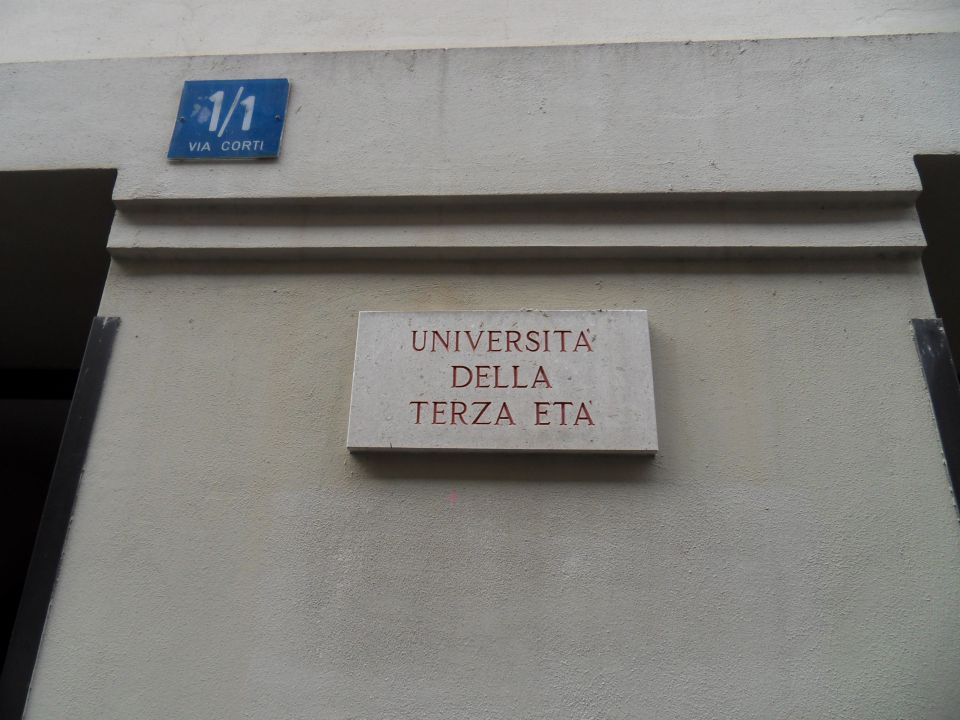 1/1
VIA CORTI
UNIVERSITA'
DELLA
TERZA ETA'